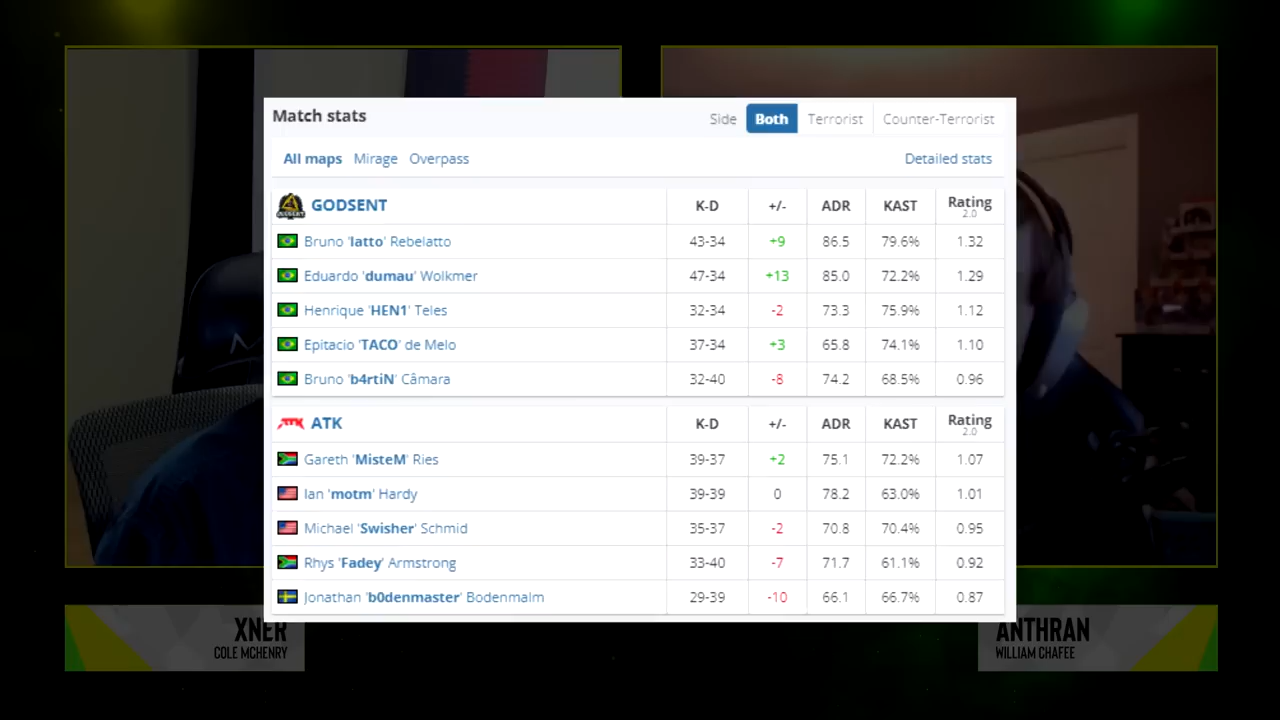 Match stats
Side Both Terrorist Counter-Terrorist
All maps Mirage Overpass Detailed stats
GODSENT K-D +/- ADR KAST Rating 2.0
Bruno 'latto' Rebelatto 43-34 +9 86.5 79.6% 1.32
Eduardo 'dumau' Wolkmer 47-34 +13 85.0 72.2% 1.29
Henrique 'HEN1' Teles 32-34 -2 73.3 75.9% 1.12
Epitacio 'TACO' de Melo 37-34 +3 65.8 74.1% 1.10
Bruno 'b4rtiN' Câmara 32-40 -8 74.2 68.5% 0.96
ATK K-D +/- ADR KAST Rating 2.0
Gareth 'MisteM' Ries 39-37 +2 75.1 72.2% 1.07
Ian 'motm' Hardy 39-39 0 78.2 63.0% 1.01
Michael 'Swisher' Schmid 35-37 -2 70.8 70.4% 0.95
Rhys 'Fadey' Armstrong 33-40 -7 71.7 61.1% 0.92
Jonathan 'b0denmaster' Bodenmalm 29-39 -10 66.1 66.7% 0.87
XNER
COLE MCHENRY
ANTHRAN
WILLIAM CHAFEE